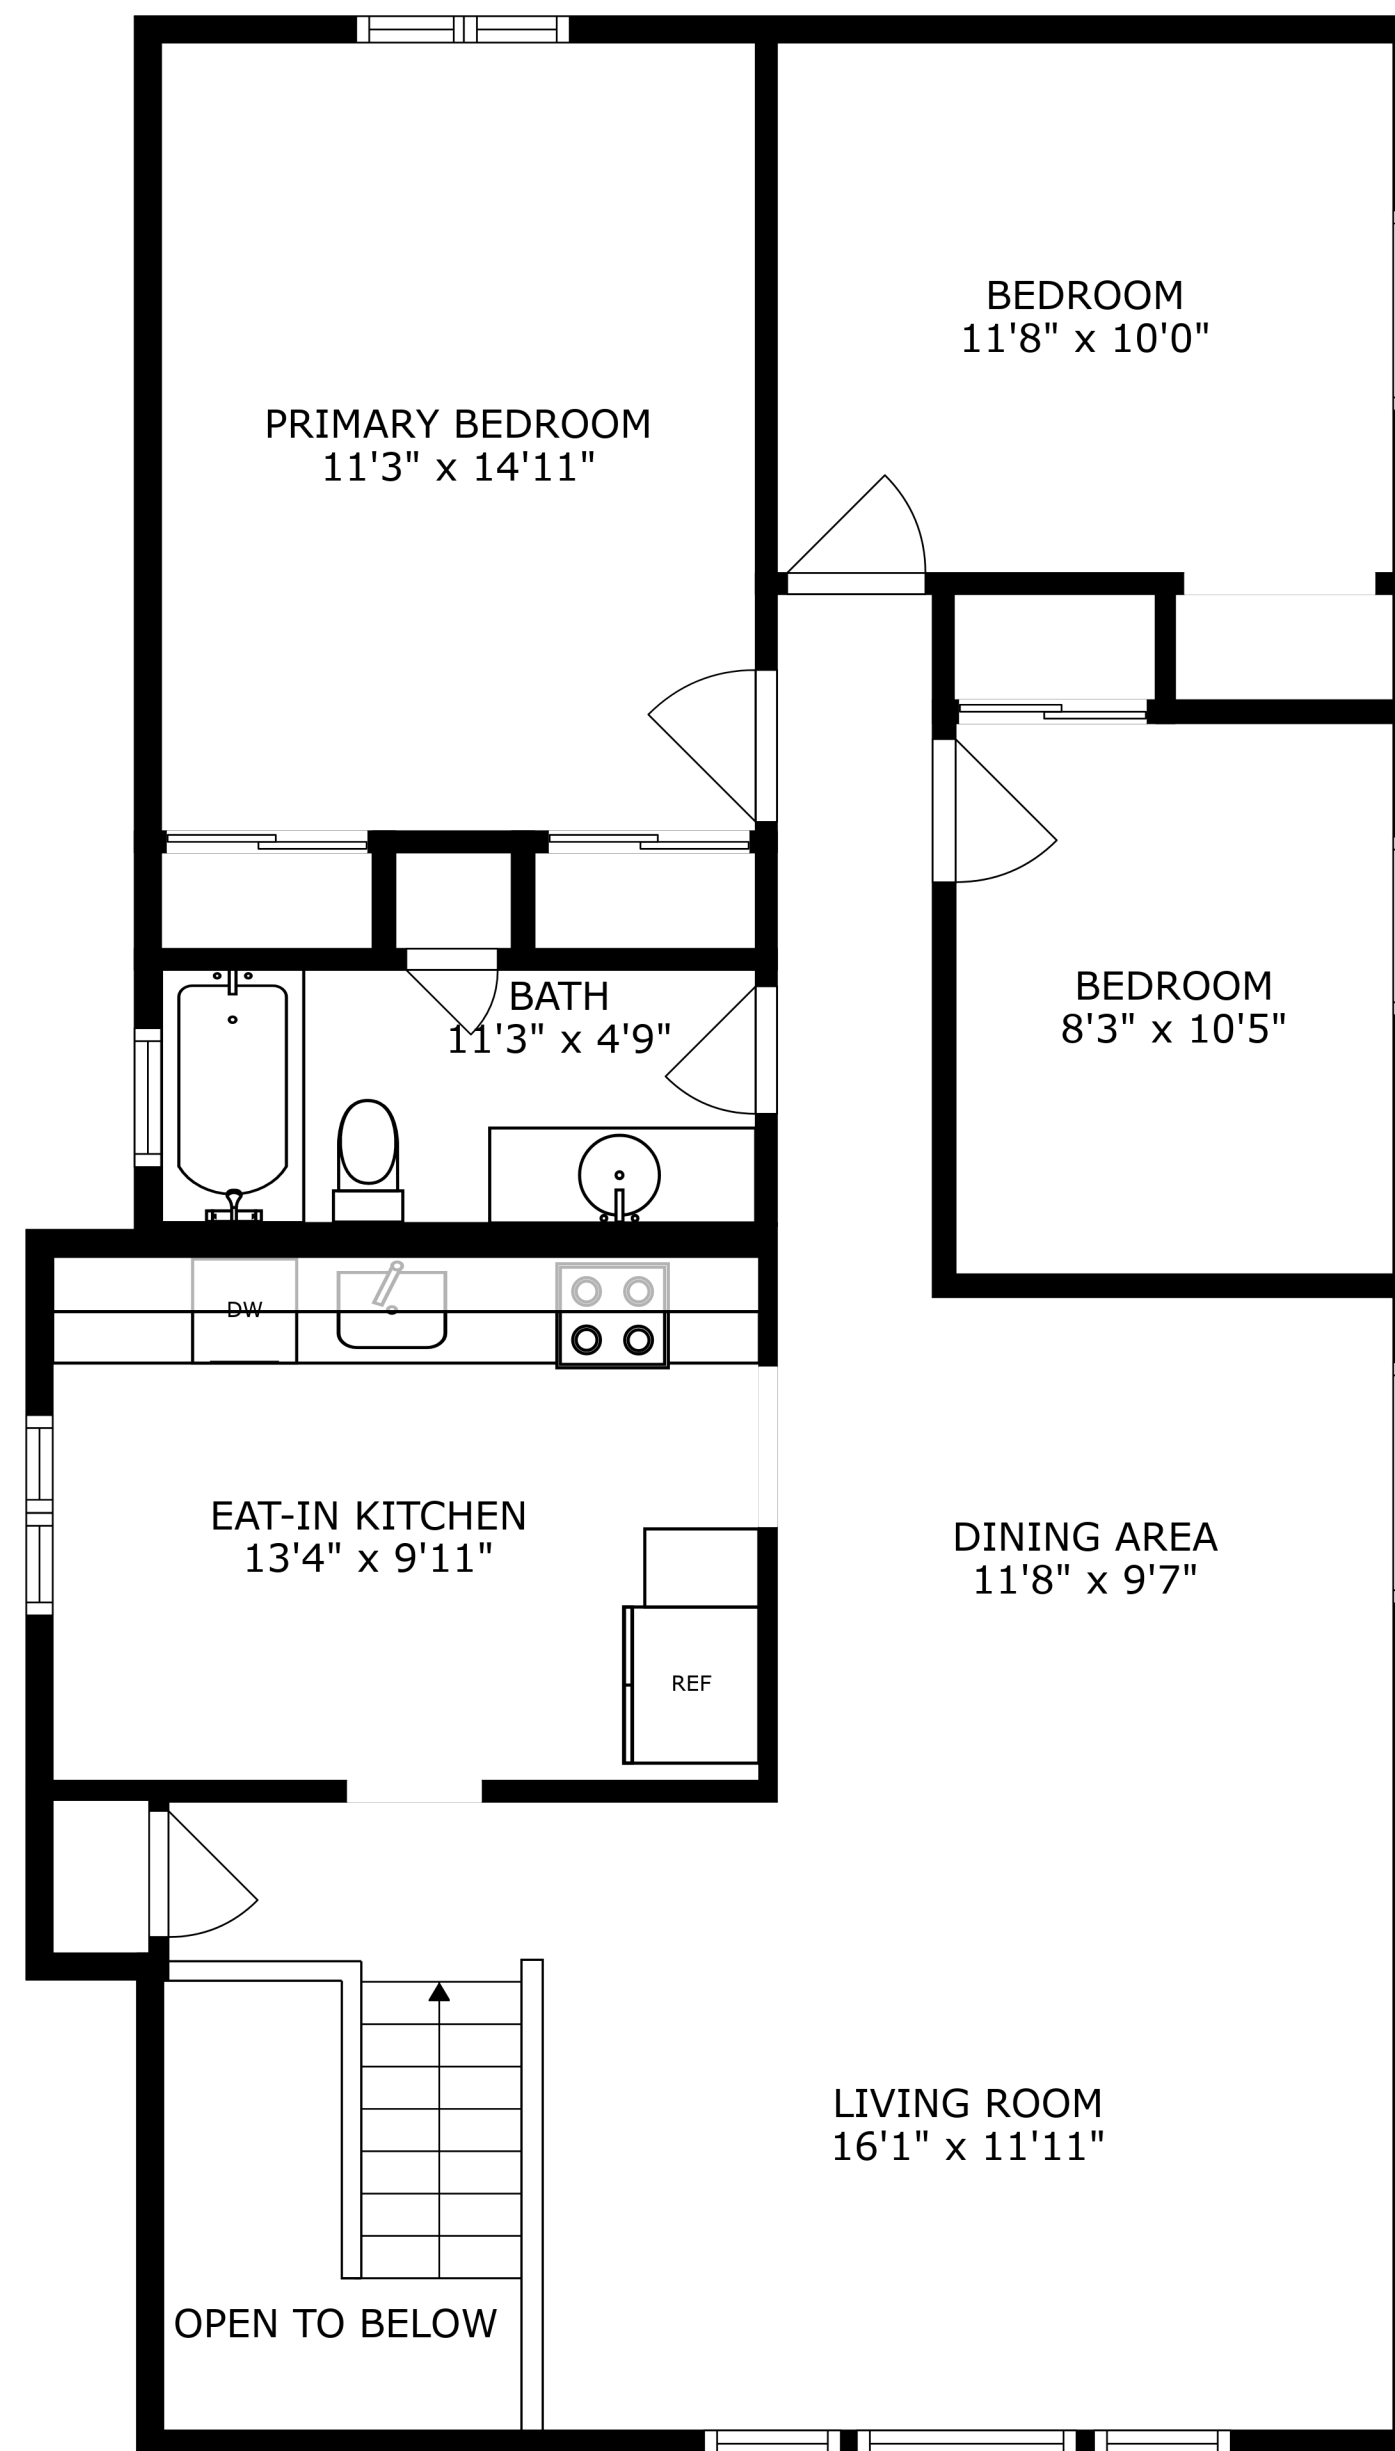 BEDROOM
11'8" x 10'0"
PRIMARY BEDROOM
11'3" x 14'11"
BATH
11'3" x 4'9"
BEDROOM
8'3" x 10'5"
DW
EAT-IN KITCHEN
13'4" x 9'11"
DINING AREA
11'8" x 9'7"
REF
LIVING ROOM
16'1" x 11'11"
OPEN TO BELOW